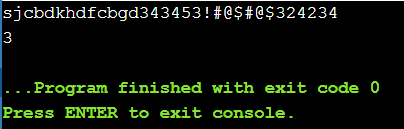 sjcbdkhdfcbgd343453!#@$#@$324234
3
...Program finished with exit code 0
Press ENTER to exit console.